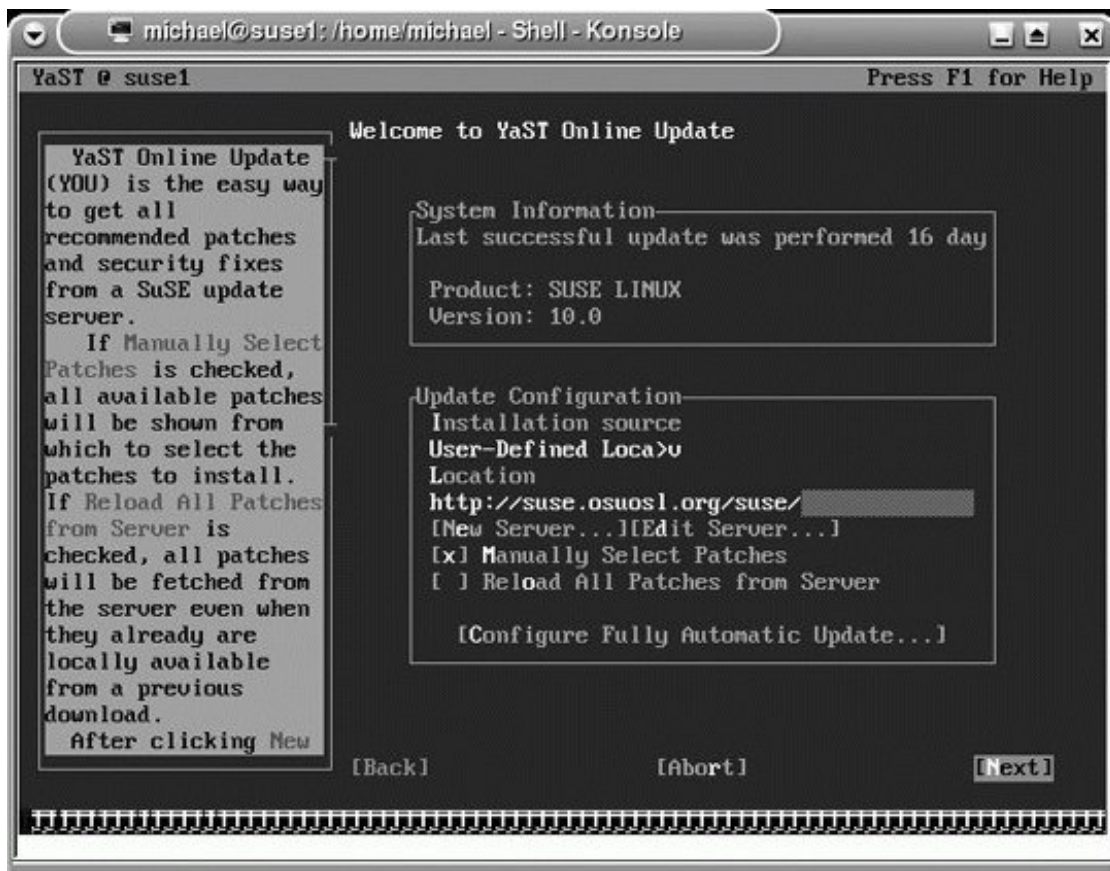 michael@suse1: /home/michael - Shell - Konsole
YaST @ suse1 Press F1 for Help
YaST Online Update
(YOU) is the easy way
to get all
recommended patches
and security fixes
from a SuSE update
server.
If Manually Select
Patches is checked,
all available patches
will be shown from
which to select the
patches to install.
If Reload All Patches
from Server is
checked, all patches
will be fetched from
the server even when
they already are
locally available
from a previous
download.
After clicking New
Welcome to YaST Online Update
System Information
Last successful update was performed 16 day
Product: SUSE LINUX
Version: 10.0
Update Configuration
Installation source
User-Defined Loca>v
Location
http://suse.osuosl.org/suse/
[New Server...][Edit Server...]
[x] Manually Select Patches
[ ] Reload All Patches from Server
[Configure Fully Automatic Update...]
[Back] [Abort] [Next]